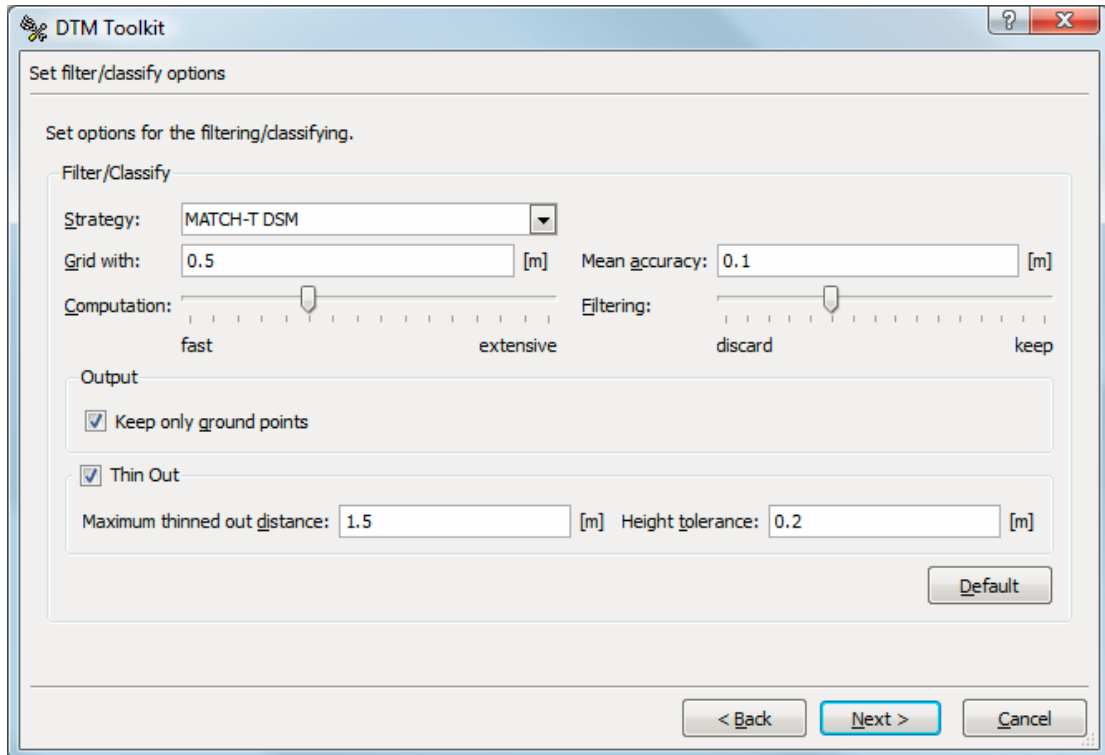 DTM Toolkit
Set filter/classify options
Set options for the filtering/classifying.
Filter/Classify
Strategy: MATCH-T DSM
Grid with: 0.5 [m] Mean accuracy: 0.1 [m]
Computation: Filtering:
fast extensive discard keep
Output
Keep only ground points
Thin Out
Maximum thinned out distance: 1.5 [m] Height tolerance: 0.2 [m]
Default
< Back Next > Cancel